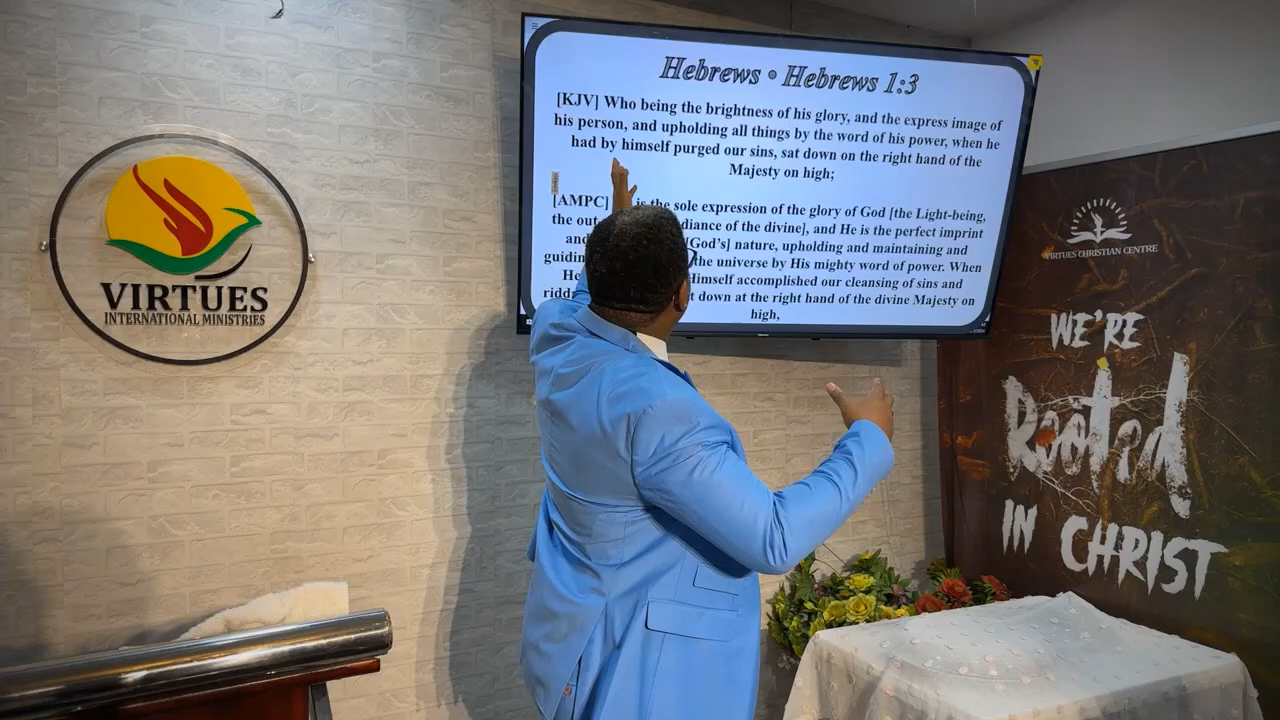 Hebrews • Hebrews 1:3
[KJV] Who being the brightness of his glory, and the express image of
his person, and upholding all things by the word of his power, when he
had by himself purged our sins, sat down on the right hand of the
Majesty on high;
[AMPC] is the sole expression of the glory of God [the Light-being,
the out diance of the divine], and He is the perfect imprint
and [God's] nature, upholding and maintaining and
guidin the universe by His mighty word of power. When
He Himself accomplished our cleansing of sins and
ridd t down at the right hand of the divine Majesty on
high,
VIRTUES
INTERNATIONAL MINISTRIES
VIRTUES CHRISTIAN CENTRE
WE'RE
Rooted
IN CHRIST